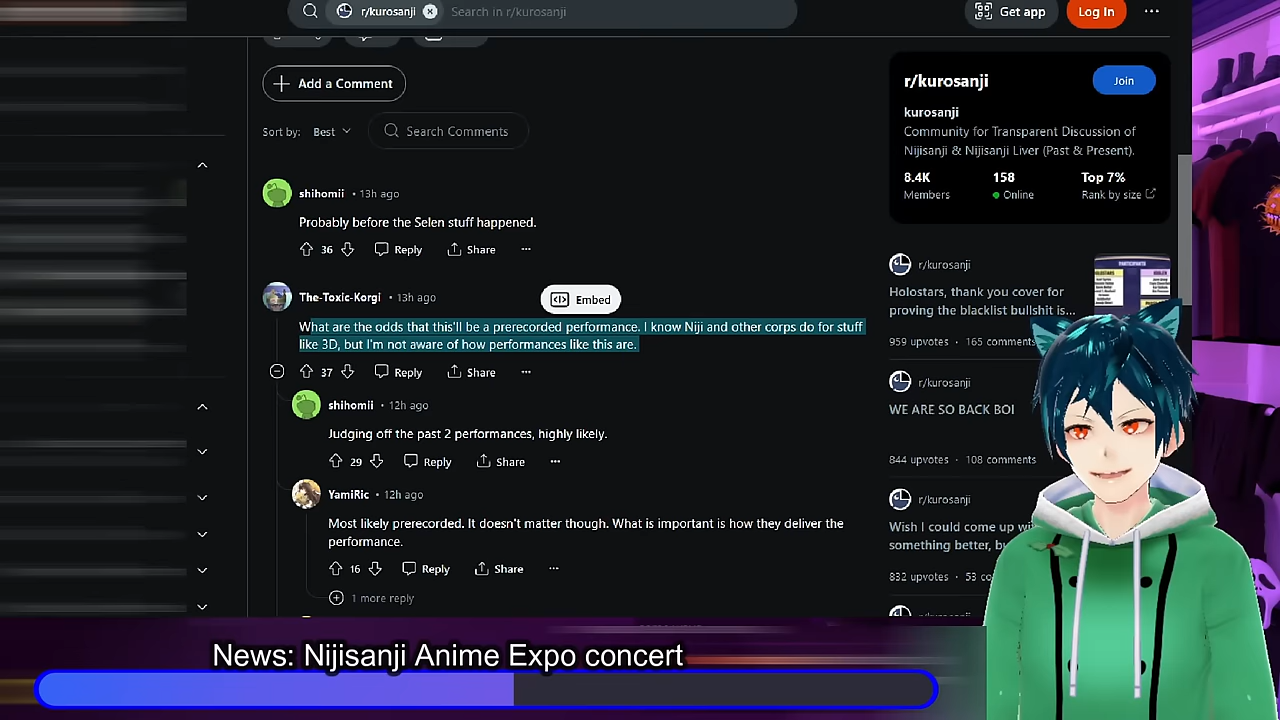 r/kurosanji
Search in r/kurosanji
Get app
Log In
Add a Comment
Sort by: Best
Search Comments
shihomii • 13h ago
Probably before the Selen stuff happened.
36 Reply Share
The-Toxic-Korgi • 13h ago
Embed
What are the odds that this'll be a prerecorded performance. I know Niji and other corps do for stuff
like 3D, but I'm not aware of how performances like this are.
37 Reply Share
shihomii • 12h ago
Judging off the past 2 performances, highly likely.
29 Reply Share
YamiRic • 12h ago
Most likely prerecorded. It doesn't matter though. What is important is how they deliver the
performance.
16 Reply Share
1 more reply
r/kurosanji
Join
kurosanji
Community for Transparent Discussion of
Nijisanji & Nijisanji Liver (Past & Present).
8.4K 158 Top 7%
Members Online Rank by size
r/kurosanji
Holostars, thank you cover for
proving the blacklist bullshit is...
959 upvotes • 165 comments
r/kurosanji
WE ARE SO BACK BOI
844 upvotes • 108 comments
r/kurosanji
Wish I could come up
something better,
832 upvotes • 53
News: Nijisanji Anime Expo concert